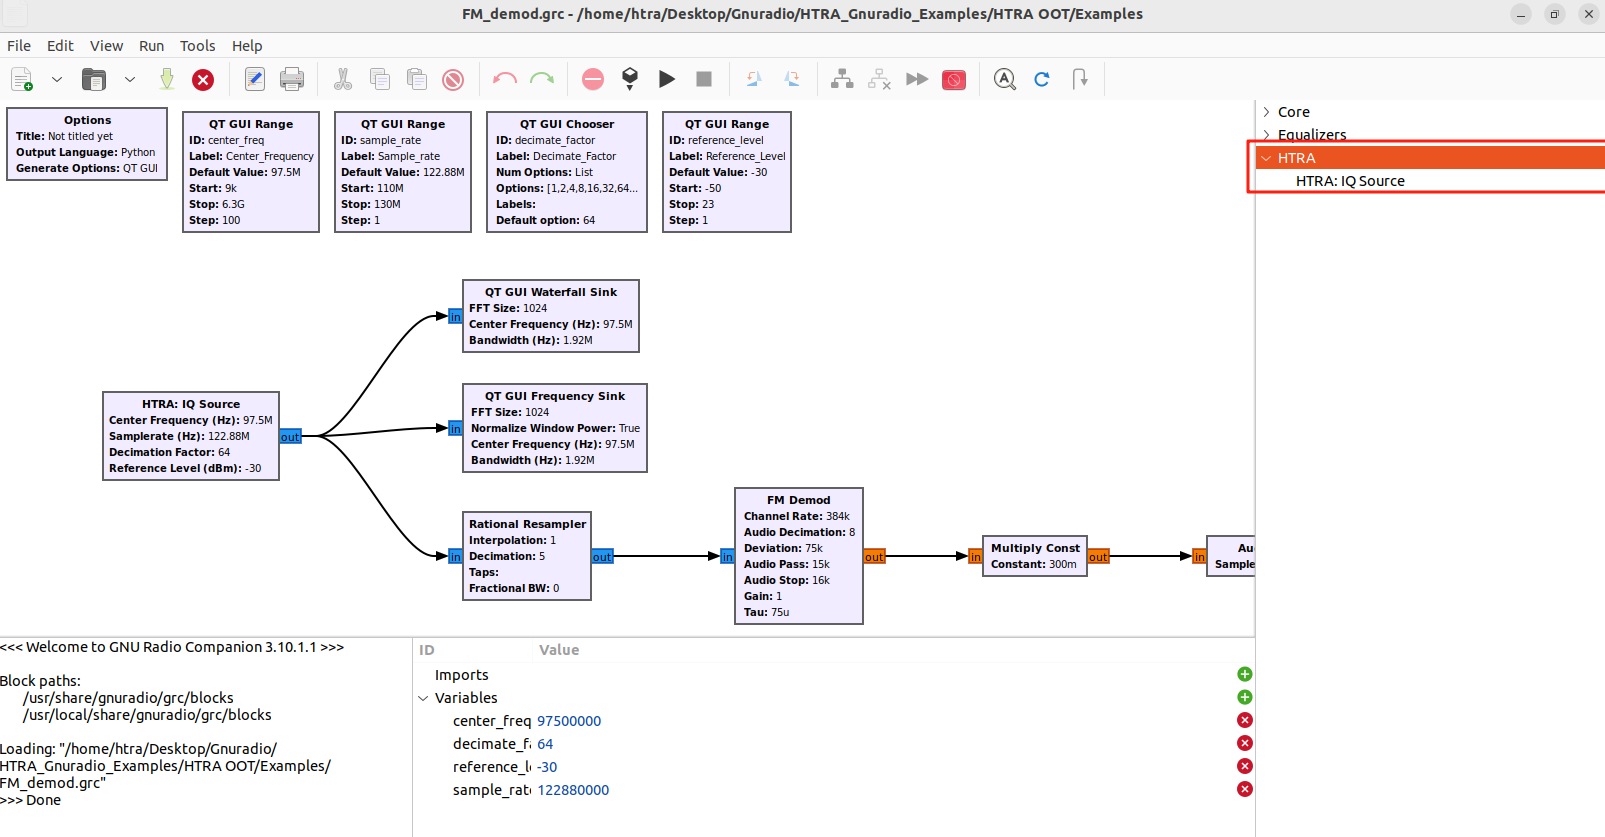 FM_demod.grc - /home/htra/Desktop/Gnuradio/HTRA_Gnuradio_Examples/HTRA OOT/Examples
File Edit View Run Tools Help
Options
Title: Not titled yet
Output Language: Python
Generate Options: QT GUI
QT GUI Range
ID: center_freq
Label: Center_Frequency
Default Value: 97.5M
Start: 9k
Stop: 6.3G
Step: 100
QT GUI Range
ID: sample_rate
Label: Sample_rate
Default Value: 122.88M
Start: 110M
Stop: 130M
Step: 1
QT GUI Chooser
ID: decimate_factor
Label: Decimate_Factor
Num Options: List
Options: [1,2,4,8,16,32,64...
Labels:
Default option: 64
QT GUI Range
ID: reference_level
Label: Reference_Level
Default Value: -30
Start: -50
Stop: 23
Step: 1
Core
Equalizers
HTRA
HTRA: IQ Source
HTRA: IQ Source
Center Frequency (Hz): 97.5M
Samplerate (Hz): 122.88M
Decimation Factor: 64
Reference Level (dBm): -30
out
in
QT GUI Waterfall Sink
FFT Size: 1024
Center Frequency (Hz): 97.5M
Bandwidth (Hz): 1.92M
in
QT GUI Frequency Sink
FFT Size: 1024
Normalize Window Power: True
Center Frequency (Hz): 97.5M
Bandwidth (Hz): 1.92M
in
Rational Resampler
Interpolation: 1
Decimation: 5
Taps:
Fractional BW: 0
out
in
FM Demod
Channel Rate: 384k
Audio Decimation: 8
Deviation: 75k
Audio Pass: 15k
Audio Stop: 16k
Gain: 1
Tau: 75u
out
in
Multiply Const
Constant: 300m
out
in
Au
Sample
<<< Welcome to GNU Radio Companion 3.10.1.1 >>>
Block paths:
/usr/share/gnuradio/grc/blocks
/usr/local/share/gnuradio/grc/blocks
Loading: "/home/htra/Desktop/Gnuradio/
HTRA_Gnuradio_Examples/HTRA OOT/Examples/
FM_demod.grc"
>>> Done
ID Value
Imports
Variables
center_freq 97500000
decimate_f 64
reference_l -30
sample_rat 122880000